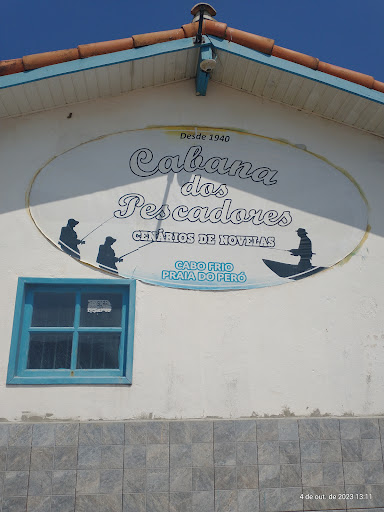 Desde 1940
Cabana
dos
Pescadores
CENÁRIOS DE NOVELAS
CABO FRIO
PRAIA DO PERÓ
4 de out. de 2023 13:11